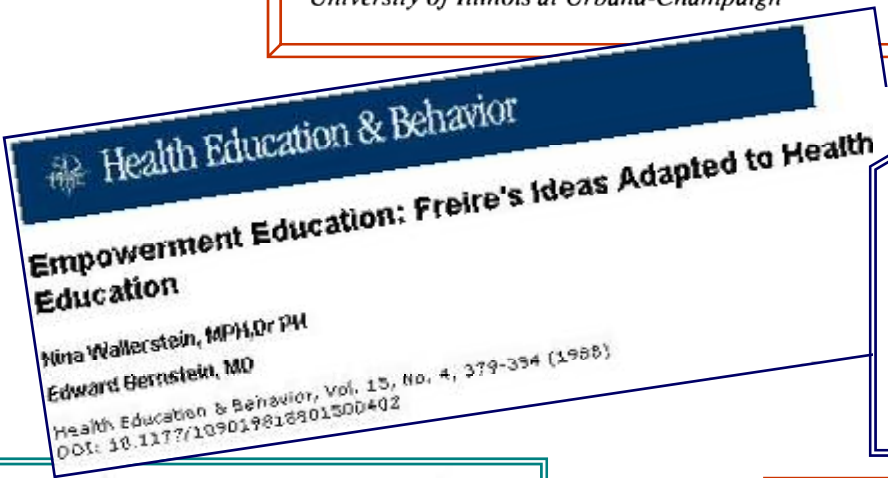 University of Illinois at Urbana-Champaign
Health Education & Behavior
Empowerment Education: Freire's Ideas Adapted to Health
Education
Nina Wallerstein, MPH,Dr PH
Edward Bernstein, MD
Health Education & Behavior, Vol. 15, No. 4, 379-394 (1988)
DOI: 10.1177/109019818801500402